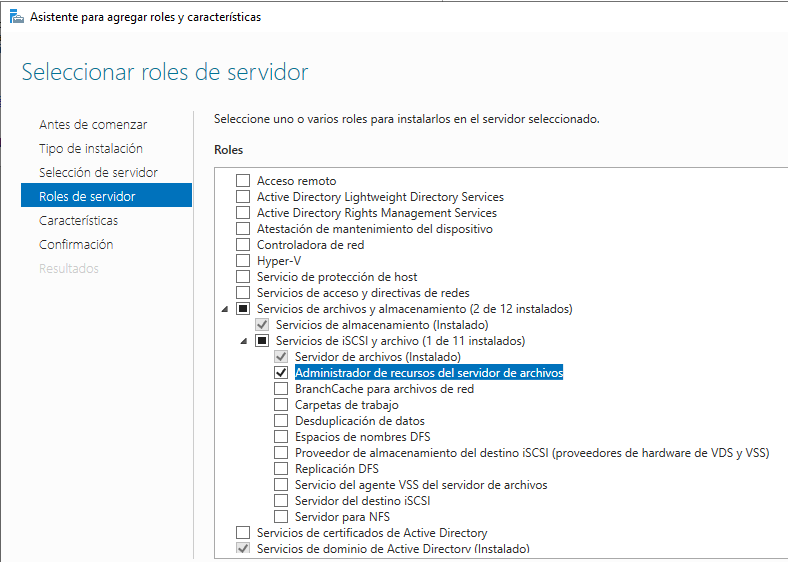 Asistente para agregar roles y características
Seleccionar roles de servidor
Antes de comenzar
Tipo de instalación
Selección de servidor
Roles de servidor
Características
Confirmación
Resultados
Seleccione uno o varios roles para instalarlos en el servidor seleccionado.
Roles
Acceso remoto
Active Directory Lightweight Directory Services
Active Directory Rights Management Services
Atestación de mantenimiento del dispositivo
Controladora de red
Hyper-V
Servicio de protección de host
Servicios de acceso y directivas de redes
Servicios de archivos y almacenamiento (2 de 12 instalados)
Servicios de almacenamiento (Instalado)
Servicios de iSCSI y archivo (1 de 11 instalados)
Servidor de archivos (Instalado)
Administrador de recursos del servidor de archivos
BranchCache para archivos de red
Carpetas de trabajo
Desduplicación de datos
Espacios de nombres DFS
Proveedor de almacenamiento del destino iSCSI (proveedores de hardware de VDS y VSS)
Replicación DFS
Servicio del agente VSS del servidor de archivos
Servidor del destino iSCSI
Servidor para NFS
Servicios de certificados de Active Directory
Servicios de dominio de Active Directory (Instalado)